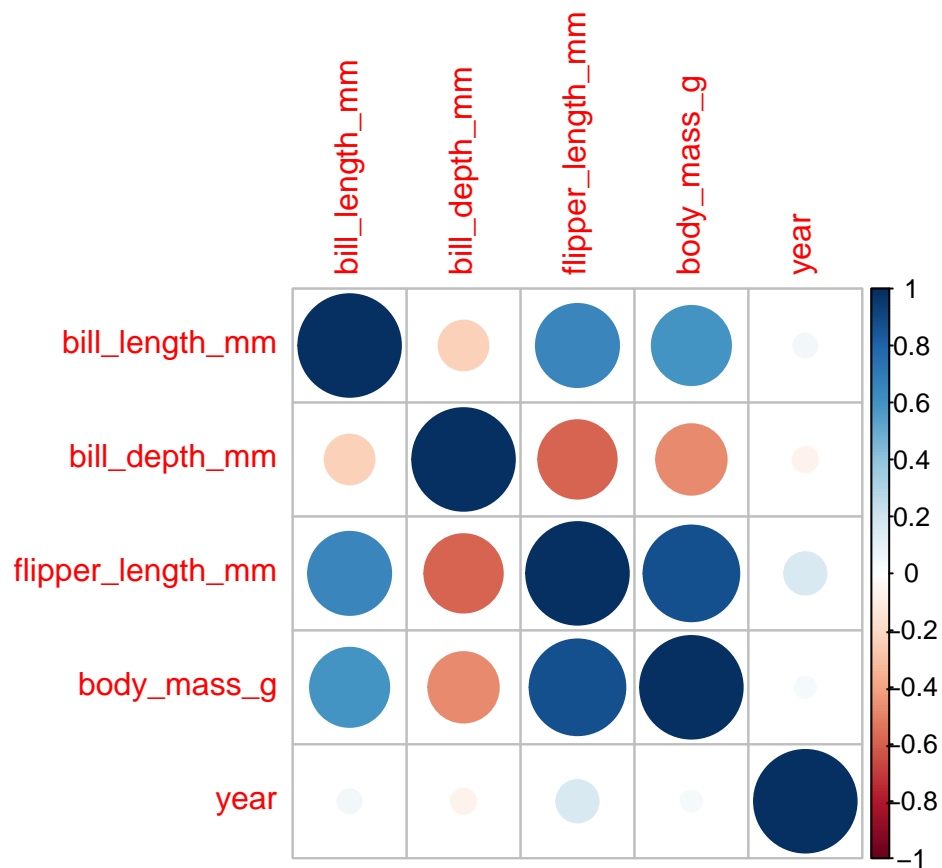 bill_length_mm
bill_depth_mm
flipper_length_mm
body_mass_g
year
bill_length_mm
bill_depth_mm
flipper_length_mm
body_mass_g
year
1
0.8
0.6
0.4
0.2
0
−0.2
−0.4
−0.6
−0.8
−1